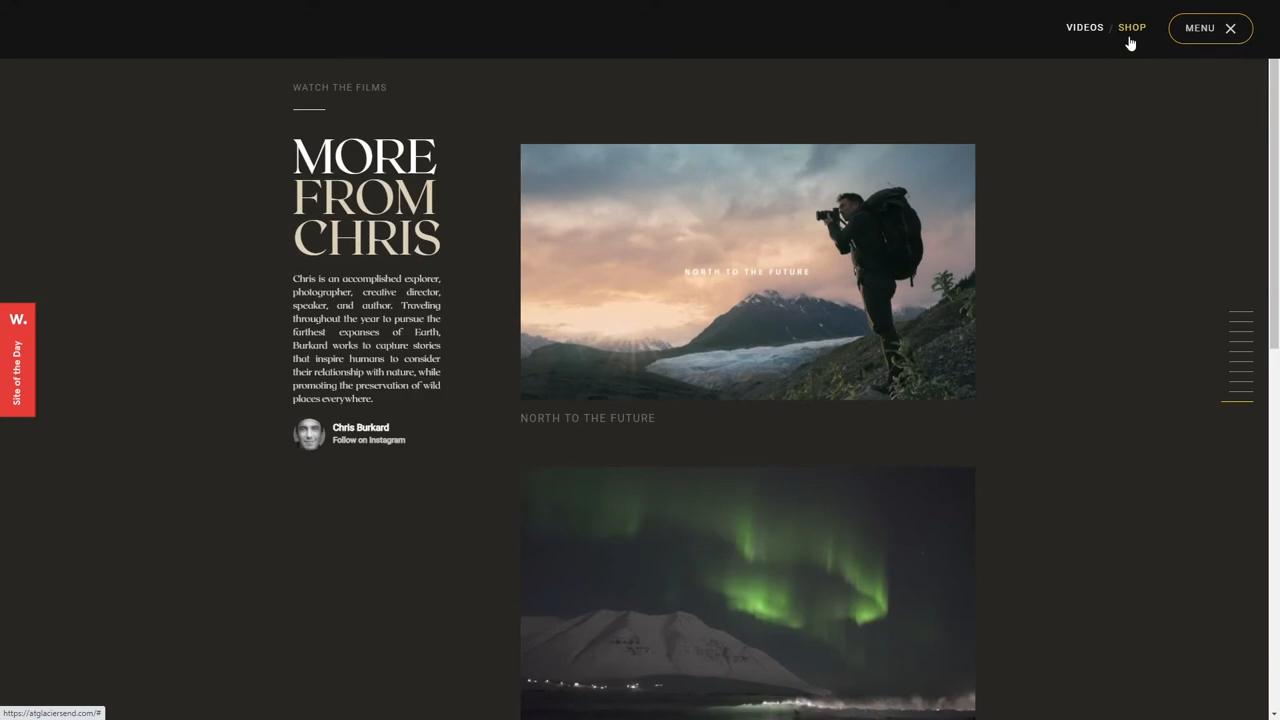 VIDEOS / SHOP MENU
WATCH THE FILMS
MORE
FROM
CHRIS
Chris is an accomplished explorer,
photographer, creative director,
speaker, and author. Traveling
throughout the year to pursue the
farthest expanses of Earth,
Burkard works to capture stories
that inspire humans to consider
their relationship with nature, while
promoting the preservation of wild
places everywhere.
Chris Burkard
Follow on Instagram
NORTH TO THE FUTURE
NORTH TO THE FUTURE
W.
Site of the Day
https://atglaciersend.com/#